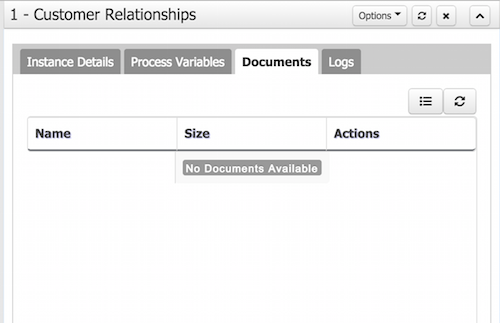 1 - Customer Relationships
Options
Instance Details Process Variables Documents Logs
Name Size Actions
No Documents Available